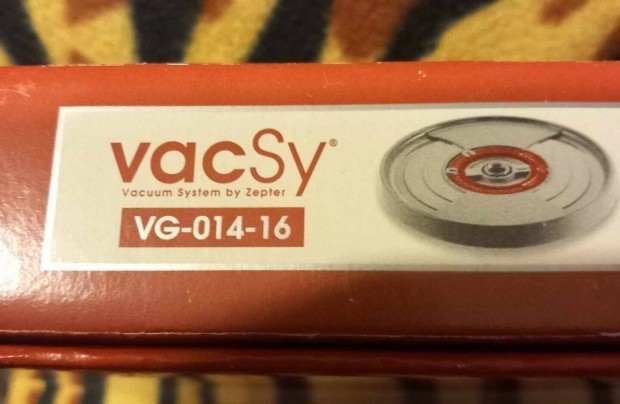 vacSy®
Vacuum System by Zepter
VG-014-16